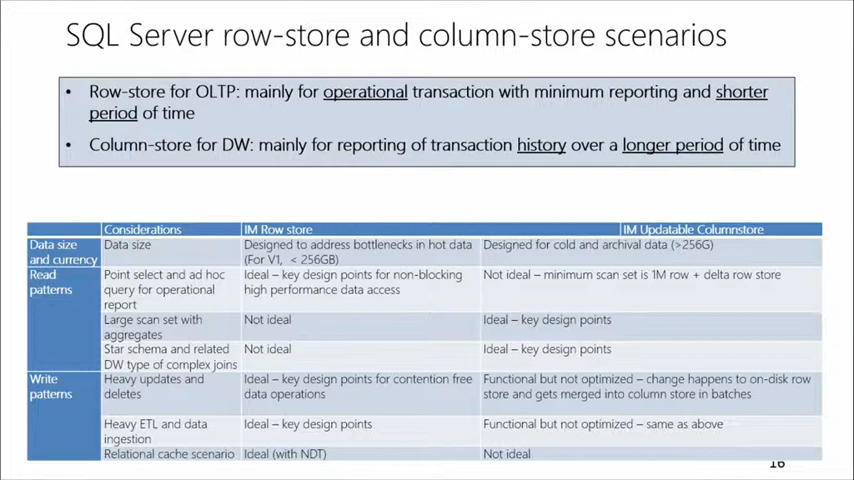 SQL Server row-store and column-store scenarios
• Row-store for OLTP: mainly for operational transaction with minimum reporting and shorter
period of time
• Column-store for DW: mainly for reporting of transaction history over a longer period of time
Considerations IM Row store IM Updatable Columnstore
Data size
and currency
Data size
Designed to address bottlenecks in hot data
(For V1, < 256GB)
Designed for cold and archival data (>256G)
Read
patterns
Point select and ad hoc
query for operational
report
Ideal – key design points for non-blocking
high performance data access
Not ideal – minimum scan set is 1M row + delta row store
Large scan set with
aggregates
Not ideal
Ideal – key design points
Star schema and related
DW type of complex joins
Not ideal
Ideal – key design points
Write
patterns
Heavy updates and
deletes
Ideal – key design points for contention free
data operations
Functional but not optimized – change happens to on-disk row
store and gets merged into column store in batches
Heavy ETL and data
ingestion
Ideal – key design points
Functional but not optimized – same as above
Relational cache scenario
Ideal (with NDT)
Not ideal
16